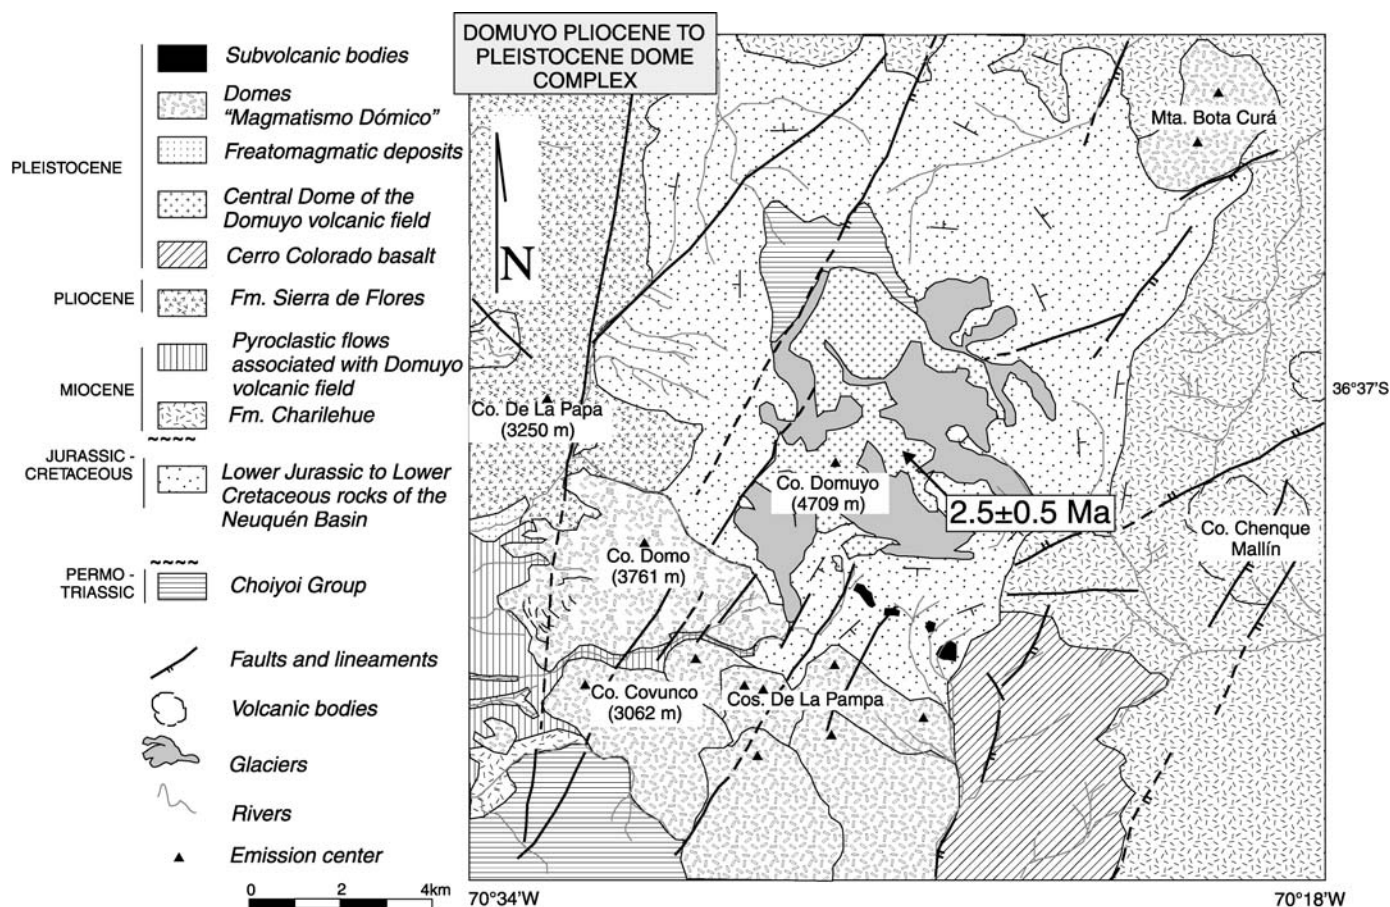 DOMUYO PLIOCENE TO
PLEISTOCENE DOME
COMPLEX
PLEISTOCENE
Subvolcanic bodies
Domes
“Magmatismo Dómico”
Freatomagmatic deposits
Central Dome of the
Domuyo volcanic field
Cerro Colorado basalt
PLIOCENE
Fm. Sierra de Flores
MIOCENE
Pyroclastic flows
associated with Domuyo
volcanic field
Fm. Charilehue
JURASSIC -
CRETACEOUS
Lower Jurassic to Lower
Cretaceous rocks of the
Neuquén Basin
PERMO -
TRIASSIC
Choiyoi Group
Faults and lineaments
Volcanic bodies
Glaciers
Rivers
Emission center
0 2 4km
N
Mta. Bota Curá
Co. De La Papa
(3250 m)
36°37'S
Co. Domuyo
(4709 m)
2.5±0.5 Ma
Co. Chenque
Mallín
Co. Domo
(3761 m)
Co. Covunco
(3062 m)
Cos. De La Pampa
70°34'W
70°18'W